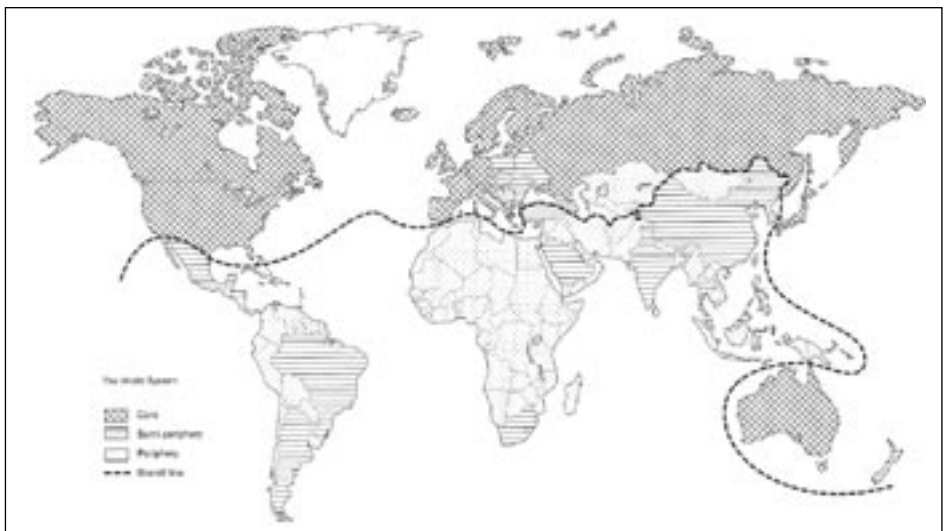 The World System
Core
Semi-periphery
Periphery
Brandt line